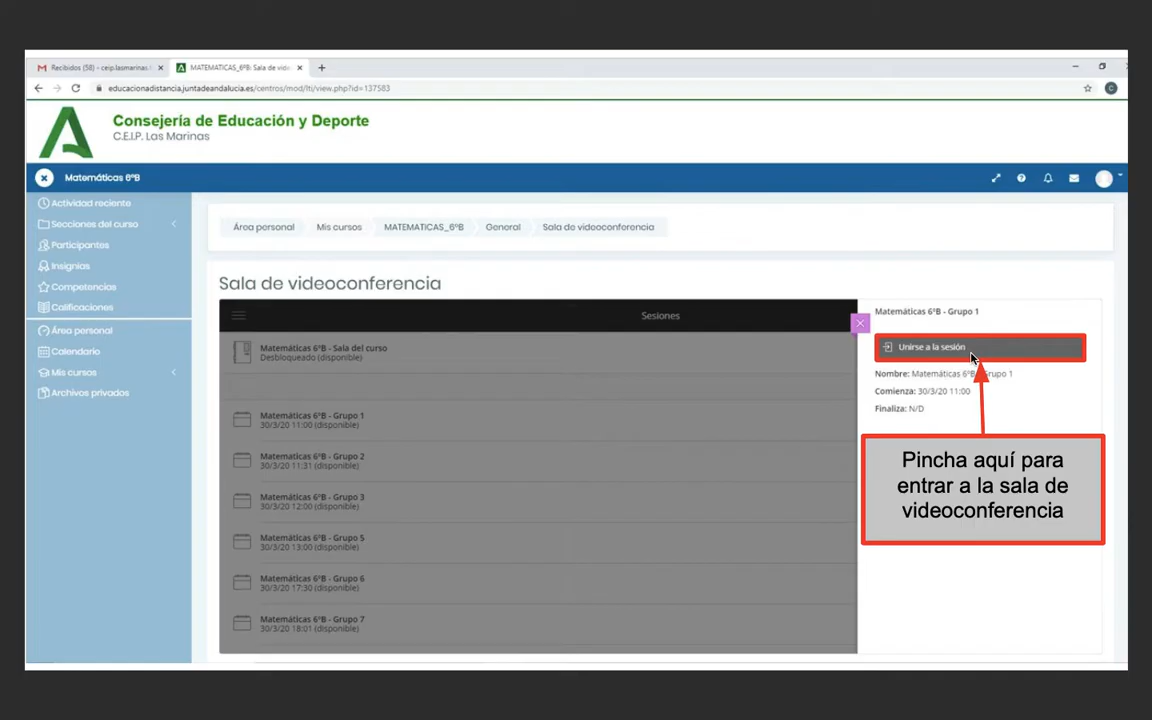 Recibidos (58) - ceip.lasmarinas.
MATEMATICAS_6ºB: Sala de vide
educacionadistancia.juntadeandalucia.es/centros/mod/lti/view.php?id=137583
C
Consejería de Educación y Deporte
C.E.I.P. Las Marinas
Matemáticas 6ºB
Actividad reciente
Secciones del curso
Participantes
Insignias
Competencias
Calificaciones
Área personal
Calendario
Mis cursos
Archivos privados
Área personal
Mis cursos
MATEMATICAS_6ºB
General
Sala de videoconferencia
Sala de videoconferencia
Sesiones
Matemáticas 6ºB - Sala del curso
Desbloqueado (disponible)
Matemáticas 6ºB - Grupo 1
30/3/20 11:00 (disponible)
Matemáticas 6ºB - Grupo 2
30/3/20 11:31 (disponible)
Matemáticas 6ºB - Grupo 3
30/3/20 12:00 (disponible)
Matemáticas 6ºB - Grupo 5
30/3/20 13:00 (disponible)
Matemáticas 6ºB - Grupo 6
30/3/20 17:30 (disponible)
Matemáticas 6ºB - Grupo 7
30/3/20 18:01 (disponible)
Matemáticas 6ºB - Grupo 1
Unirse a la sesión
Nombre: Matemáticas 6ºB - Grupo 1
Comienza: 30/3/20 11:00
Finaliza: N/D
Pincha aquí para
entrar a la sala de
videoconferencia